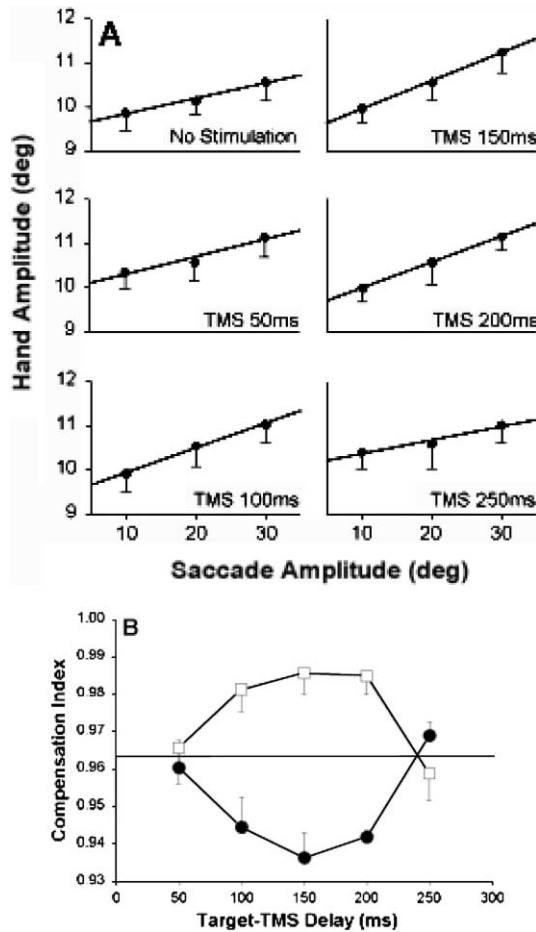 A
12
11
10
9
No Stimulation
TMS 150ms
12
11
10
9
TMS 50ms
TMS 200ms
12
11
10
9
TMS 100ms
TMS 250ms
10 20 30
10 20 30
Hand Amplitude (deg)
Saccade Amplitude (deg)
B
1.00
0.99
0.98
0.97
0.96
0.95
0.94
0.93
0 50 100 150 200 250 300
Compensation Index
Target-TMS Delay (ms)